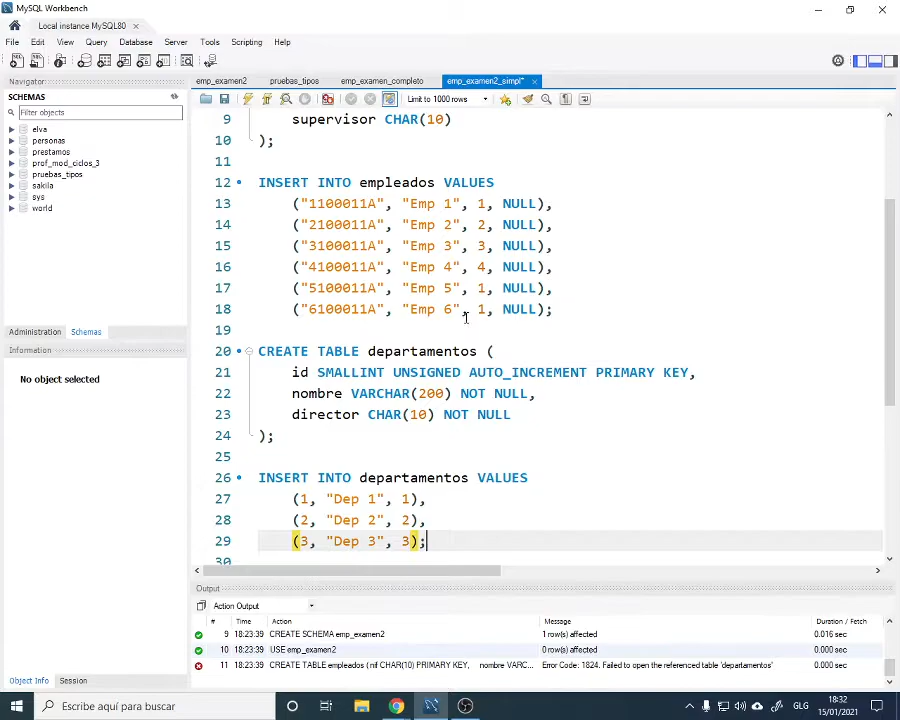 MySQL Workbench
Local instance MySQL80 ×
File Edit View Query Database Server Tools Scripting Help
Navigator
SCHEMAS
Filter objects
elva
personas
prestamos
prof_mod_ciclos_3
pruebas_tipos
sakila
sys
world
Administration Schemas
Information
No object selected
Object Info Session
emp_examen2 pruebas_tipos emp_examen_completo emp_examen2_simpl* ×
Limit to 1000 rows
9 supervisor CHAR(10)
10 );
11
12 INSERT INTO empleados VALUES
13 ("1100011A", "Emp 1", 1, NULL),
14 ("2100011A", "Emp 2", 2, NULL),
15 ("3100011A", "Emp 3", 3, NULL),
16 ("4100011A", "Emp 4", 4, NULL),
17 ("5100011A", "Emp 5", 1, NULL),
18 ("6100011A", "Emp 6", 1, NULL);
19
20 CREATE TABLE departamentos (
21 id SMALLINT UNSIGNED AUTO_INCREMENT PRIMARY KEY,
22 nombre VARCHAR(200) NOT NULL,
23 director CHAR(10) NOT NULL
24 );
25
26 INSERT INTO departamentos VALUES
27 (1, "Dep 1", 1),
28 (2, "Dep 2", 2),
29 (3, "Dep 3", 3);
30
Output
Action Output
# Time Action Message Duration / Fetch
9 18:23:39 CREATE SCHEMA emp_examen2 1 row(s) affected 0.016 sec
10 18:23:39 USE emp_examen2 0 row(s) affected 0.000 sec
11 18:23:39 CREATE TABLE empleados ( nif CHAR(10) PRIMARY KEY, nombre VARC... Error Code: 1824. Failed to open the referenced table 'departamentos' 0.000 sec
Escribe aquí para buscar
GLG
18:32
15/01/2021